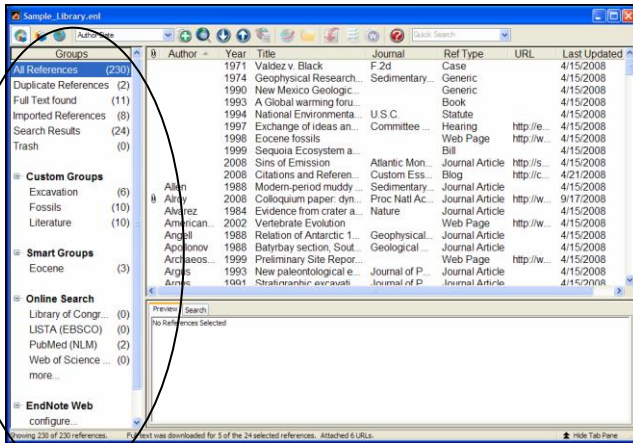 Sample_Library.enl
Author Date
Quick Search
Groups
All References (230)
Duplicate References (2)
Full Text found (11)
Imported References (8)
Search Results (24)
Trash (0)
Custom Groups
Excavation (6)
Fossils (10)
Literature (10)
Smart Groups
Eocene (3)
Online Search
Library of Congr... (0)
LISTA (EBSCO) (0)
PubMed (NLM) (2)
Web of Science ... (0)
more...
EndNote Web
configure...
Author Year Title Journal Ref Type URL Last Updated
1971 Valdez v. Black F.2d Case 4/15/2008
1974 Geophysical Research... Sedimentary... Generic 4/15/2008
1990 New Mexico Geologic... Generic 4/15/2008
1993 A Global warming foru... Book 4/15/2008
1994 National Environmenta... U.S.C. Statute 4/15/2008
1997 Exchange of ideas an... Committee ... Hearing http://e... 4/15/2008
1998 Eocene fossils Web Page http://w... 4/15/2008
1999 Sequoia Ecosystem a... Bill 4/15/2008
2008 Sins of Emission Atlantic Mon... Journal Article http://s... 4/15/2008
2008 Citations and Referen... Custom Ess... Blog http://c... 4/21/2008
Allen 1988 Modern-period muddy ... Sedimentary... Journal Article 4/15/2008
Alroy 2008 Colloquium paper: dyn... Proc Natl Ac... Journal Article http://w... 9/17/2008
Alvarez 1984 Evidence from crater a... Nature Journal Article 4/15/2008
American... 2002 Vertebrate Evolution Web Page http://w... 4/15/2008
Angell 1988 Relation of Antarctic 1... Geophysical... Journal Article 4/15/2008
Apollonov 1988 Batyrbay section, Sout... Geological ... Journal Article 4/15/2008
Archaeos... 1999 Preliminary Site Repor... Web Page http://w... 4/15/2008
Argus 1993 New paleontological e... Journal of P... Journal Article 4/15/2008
Argus 1991 Stratigraphic excavati... Journal of P... Journal Article 4/15/2008
Preview Search
No References Selected
Showing 230 of 230 references. Full text was downloaded for 5 of the 24 selected references. Attached 6 URLs. Hide Tab Pane